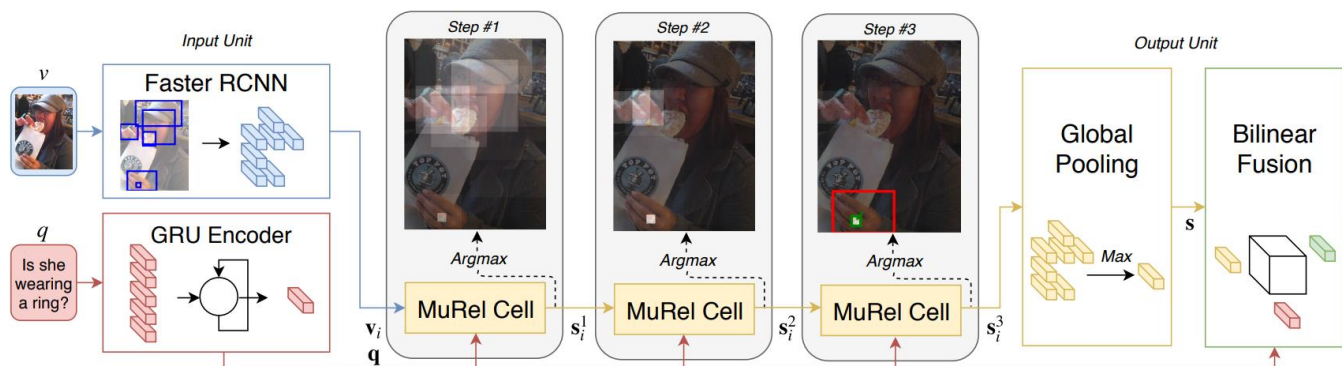 Input Unit
Step #1
Step #2
Step #3
Output Unit
v
Faster RCNN
q
Is she
wearing
a ring?
GRU Encoder
Argmax
Argmax
Argmax
MuRel Cell
MuRel Cell
MuRel Cell
v_i
q
s_i^1
s_i^2
s_i^3
Global
Pooling
Max
s
Bilinear
Fusion